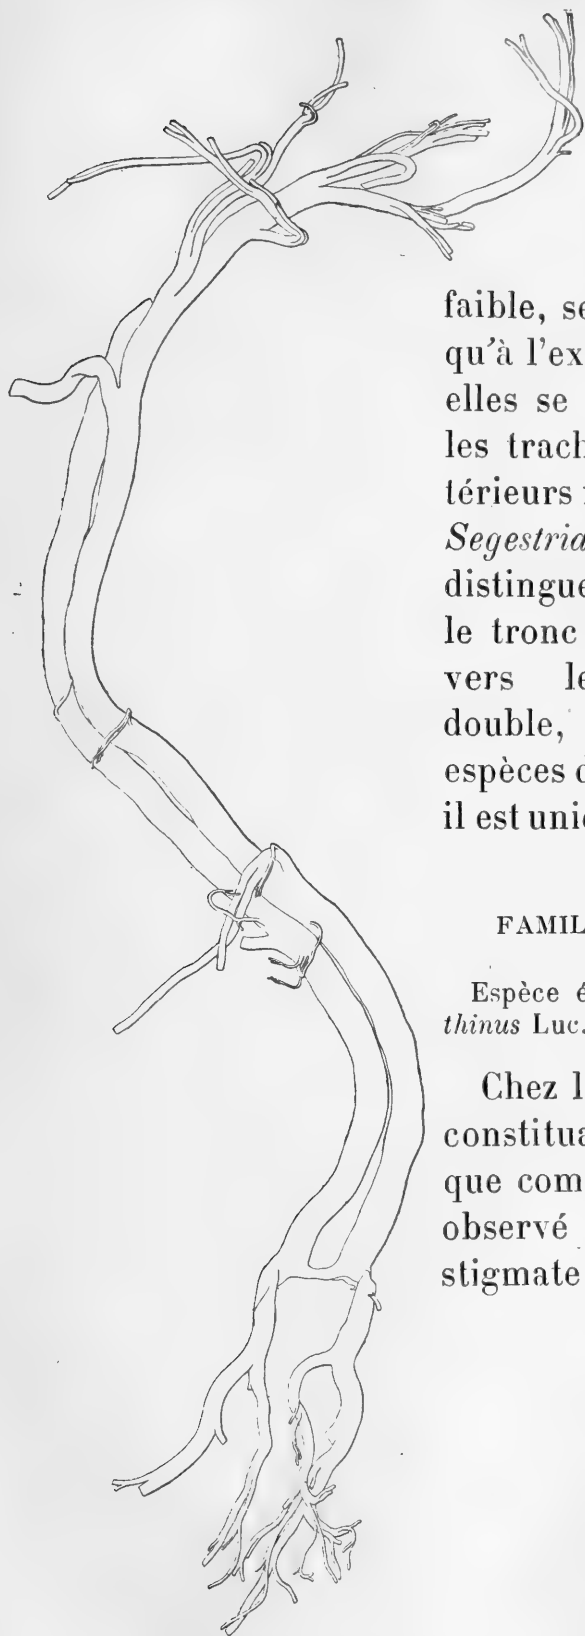 faible, se
qu'à l'ex
elles se
les trach
térieurs
Segestria
distingue
le tronc
vers le
double,
espèces d
il est uni
FAMIL
Espèce é
thinus Luc.
Chez l
constitua
que com
observé
stigmate